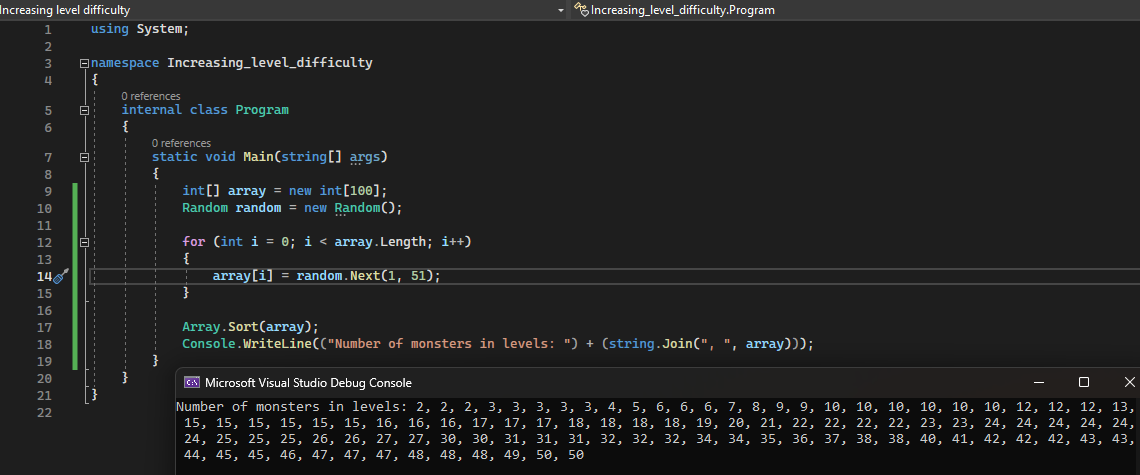 Increasing level difficulty
Increasing_level_difficulty.Program
1 using System;
2
3 namespace Increasing_level_difficulty
4 {
0 references
5 internal class Program
6 {
0 references
7 static void Main(string[] args)
8 {
9 int[] array = new int[100];
10 Random random = new Random();
11
12 for (int i = 0; i < array.Length; i++)
13 {
14 array[i] = random.Next(1, 51);
15 }
16
17 Array.Sort(array);
18 Console.WriteLine(("Number of monsters in levels: ") + (string.Join(", ", array)));
19 }
20 }
21 }
22
C:\ Microsoft Visual Studio Debug Console
Number of monsters in levels: 2, 2, 2, 3, 3, 3, 3, 3, 4, 5, 6, 6, 6, 7, 8, 9, 9, 10, 10, 10, 10, 10, 10, 12, 12, 12, 13,
15, 15, 15, 15, 15, 15, 16, 16, 16, 17, 17, 17, 18, 18, 18, 18, 19, 20, 21, 22, 22, 22, 22, 23, 23, 24, 24, 24, 24, 24,
24, 25, 25, 25, 26, 26, 27, 27, 30, 30, 31, 31, 31, 32, 32, 32, 34, 34, 35, 36, 37, 38, 38, 40, 41, 42, 42, 42, 43, 43,
44, 45, 45, 46, 47, 47, 47, 48, 48, 48, 49, 50, 50